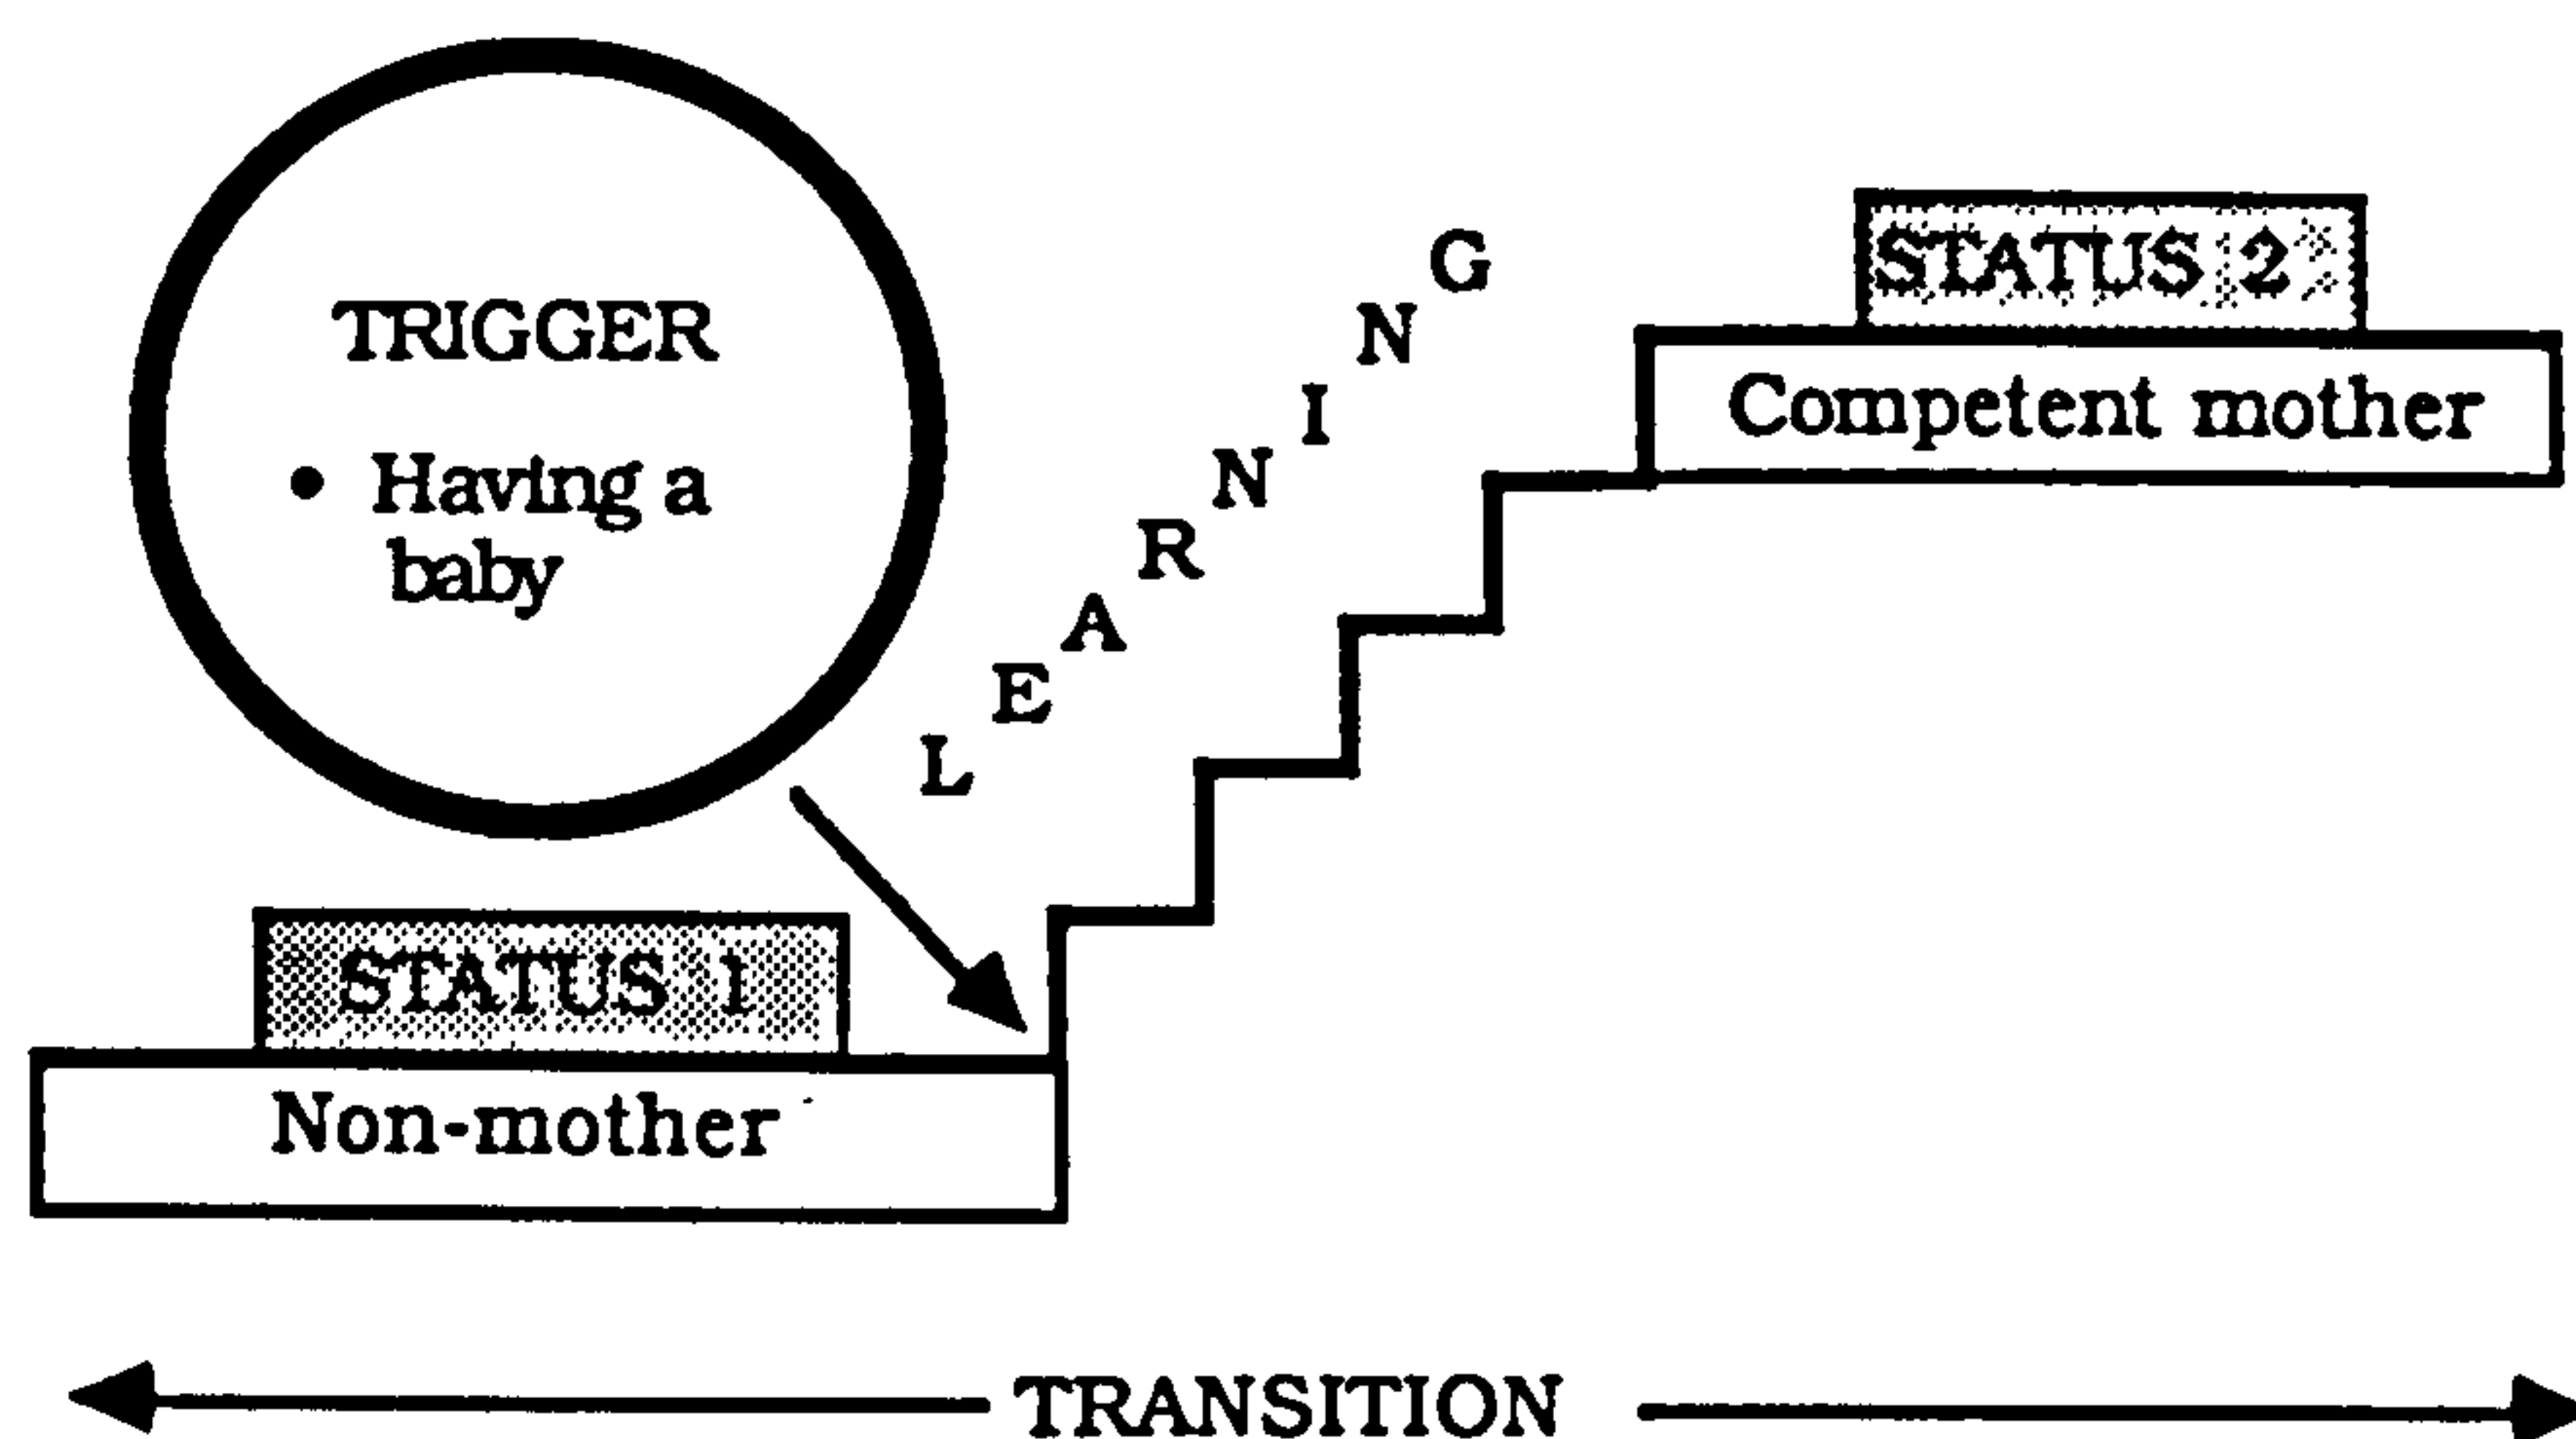 TRIGGER
• Having a
baby
LEARNING
STATUS 2
Competent mother
STATUS 1
Non-mother
TRANSITION